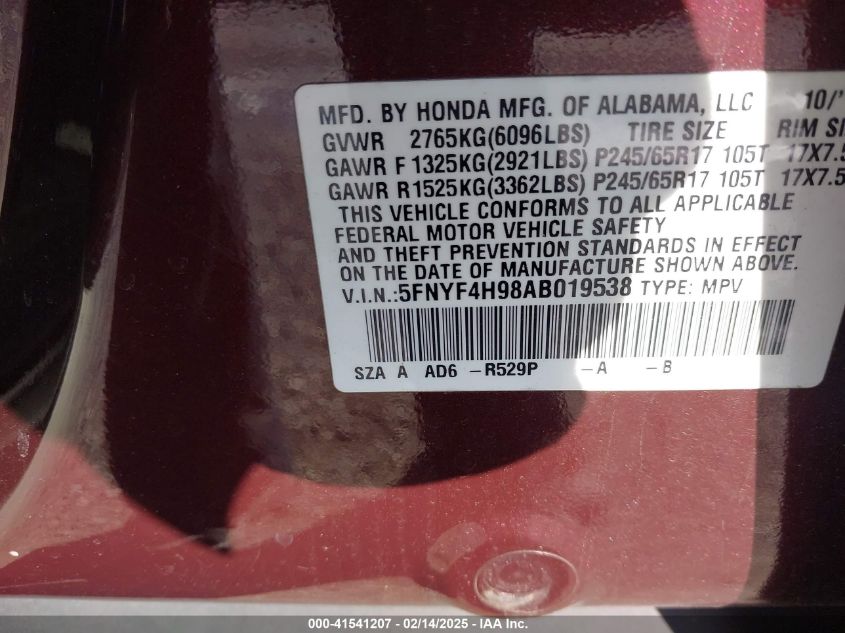 MFD. BY HONDA MFG. OF ALABAMA, LLC 10/
GVWR 2765KG(6096LBS) TIRE SIZE RIM SI
GAWR F 1325KG(2921LBS) P245/65R17 105T 17X7.5
GAWR R 1525KG(3362LBS) P245/65R17 105T 17X7.5
THIS VEHICLE CONFORMS TO ALL APPLICABLE
FEDERAL MOTOR VEHICLE SAFETY
AND THEFT PREVENTION STANDARDS IN EFFECT
ON THE DATE OF MANUFACTURE SHOWN ABOVE.
V.I.N.:5FNYF4H98AB019538 TYPE: MPV
SZA A AD6 -R529P -A -B
000-41541207 - 02/14/2025 - IAA Inc.